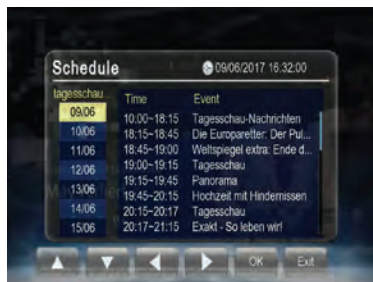 Schedule
09/06/2017 16:32:00
tagesschau...
Time Event
09/06
10:00~18:15 Tagesschau-Nachrichten
10/06
18:15~18:45 Die Europaretter: Der Pul...
11/06
18:45~19:00 Weltspiegel extra: Ende d...
12/06
19:00~19:15 Tagesschau
19:15~19:45 Panorama
13/06
19:45~20:15 Hochzeit mit Hindernissen
14/06
20:15~20:17 Tagesschau
15/06
20:17~21:15 Exakt - So leben wir!
OK
Exit